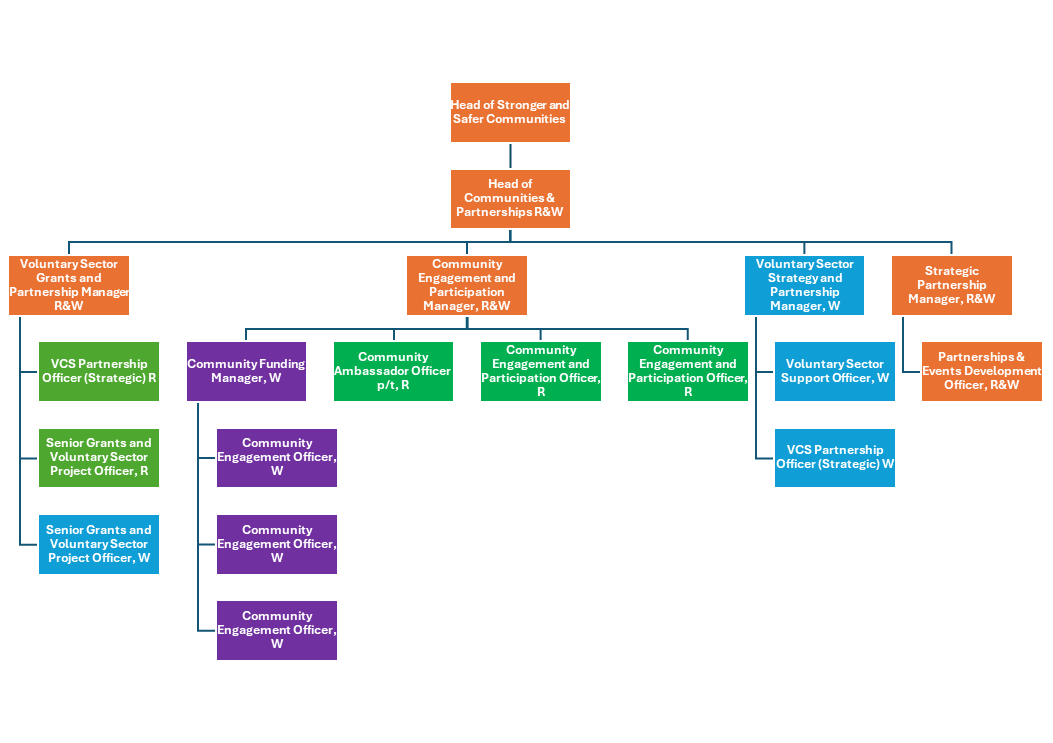 Head of Stronger and
Safer Communities
Head of
Communities &
Partnerships R&W
Voluntary Sector
Grants and
Partnership Manager
R&W
VCS Partnership
Officer (Strategic) R
Senior Grants and
Voluntary Sector
Project Officer, R
Senior Grants and
Voluntary Sector
Project Officer, W
Community
Engagement and
Participation
Manager, R&W
Community Funding
Manager, W
Community
Engagement Officer,
W
Community
Engagement Officer,
W
Community
Engagement Officer,
W
Community
Ambassador Officer
p/t, R
Community
Engagement and
Participation Officer,
R
Community
Engagement and
Participation Officer,
R
Voluntary Sector
Strategy and
Partnership
Manager, W
Voluntary Sector
Support Officer, W
VCS Partnership
Officer (Strategic) W
Strategic
Partnership
Manager, R&W
Partnerships &
Events Development
Officer, R&W